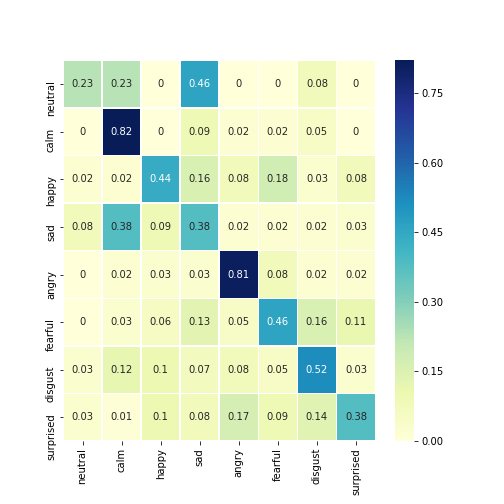 neutral 0.23 0.23 0 0.46 0 0 0.08 0
calm 0 0.82 0 0.09 0.02 0.02 0.05 0
happy 0.02 0.02 0.44 0.16 0.08 0.18 0.03 0.08
sad 0.08 0.38 0.09 0.38 0.02 0.02 0.02 0.03
angry 0 0.02 0.03 0.03 0.81 0.08 0.02 0.02
fearful 0 0.03 0.06 0.13 0.05 0.46 0.16 0.11
disgust 0.03 0.12 0.1 0.07 0.08 0.05 0.52 0.03
surprised 0.03 0.01 0.1 0.08 0.17 0.09 0.14 0.38
neutral calm happy sad angry fearful disgust surprised
0.75
0.60
0.45
0.30
0.15
0.00